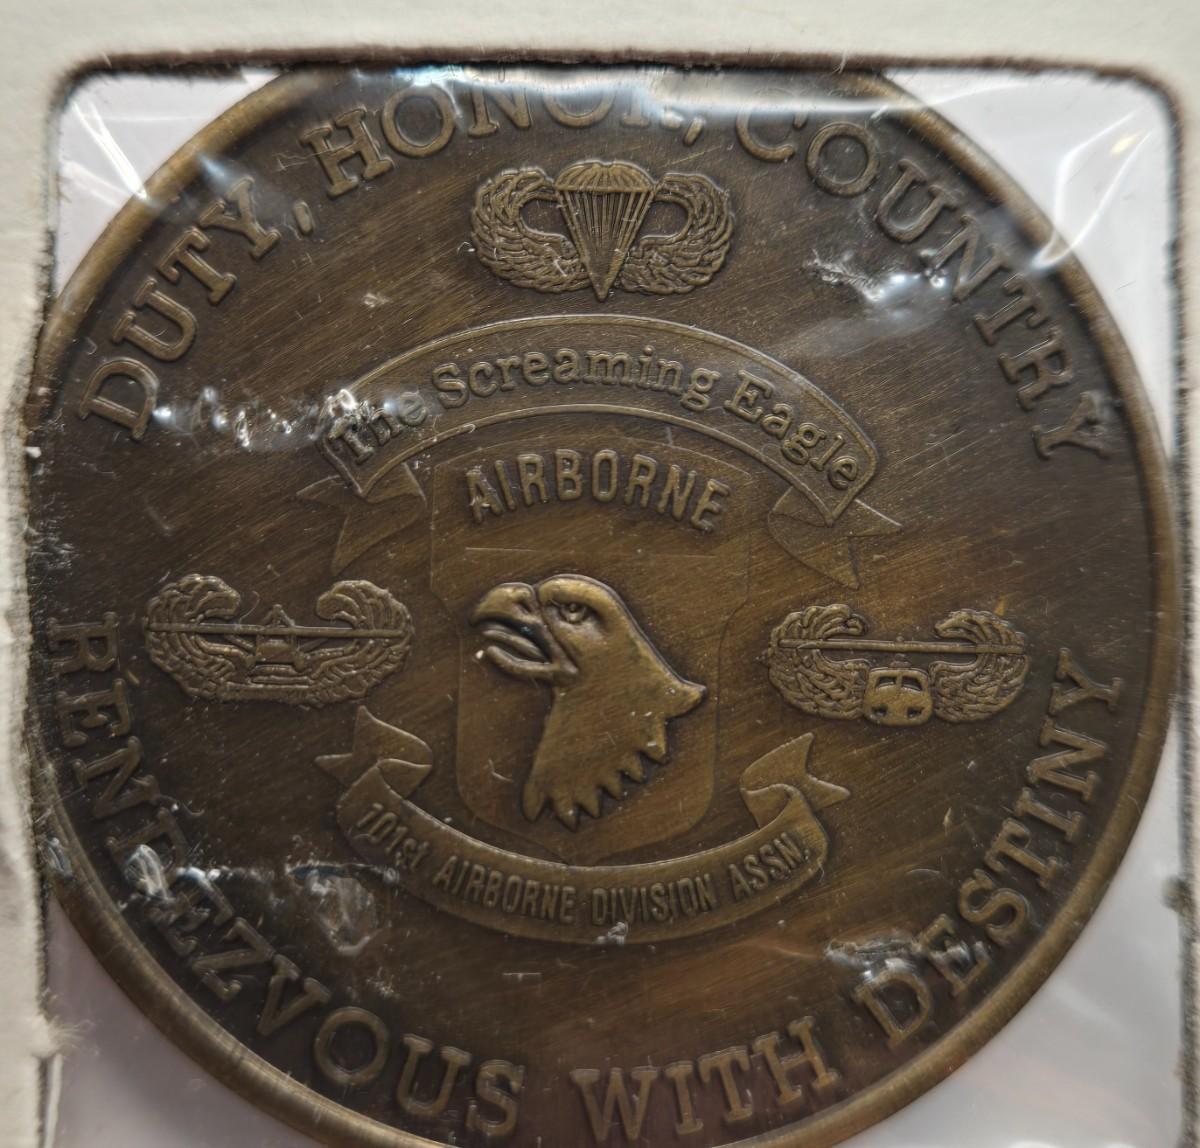 DUTY, HONOR, COUNTRY
The Screaming Eagle
AIRBORNE
101st AIRBORNE DIVISION ASSN.
RENDEZVOUS WITH DESTINY